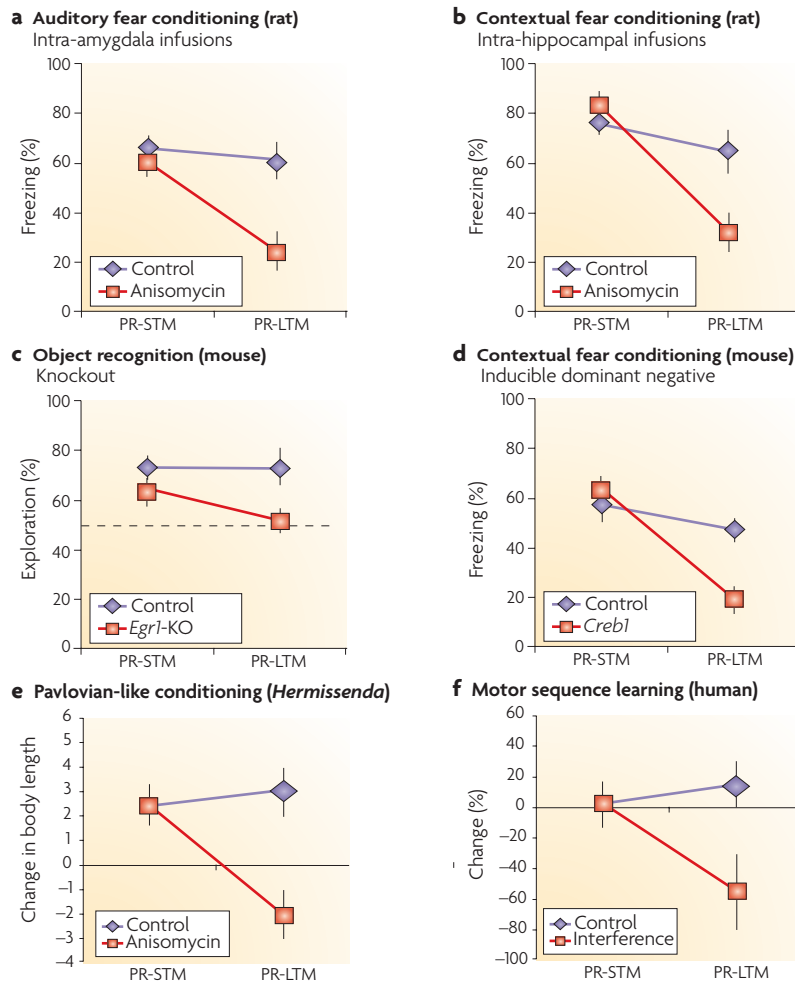 a Auditory fear conditioning (rat)
Intra-amygdala infusions
100
80
60
40
20
0
Freezing (%)
Control
Anisomycin
PR-STM PR-LTM
b Contextual fear conditioning (rat)
Intra-hippocampal infusions
100
80
60
40
20
0
Freezing (%)
Control
Anisomycin
PR-STM PR-LTM
c Object recognition (mouse)
Knockout
100
80
60
40
20
0
Exploration (%)
Control
Egr1-KO
PR-STM PR-LTM
d Contextual fear conditioning (mouse)
Inducible dominant negative
100
80
60
40
20
0
Freezing (%)
Control
Creb1
PR-STM PR-LTM
e Pavlovian-like conditioning (Hermissenda)
6
5
4
3
2
1
0
–1
–2
–3
–4
Change in body length
Control
Anisomycin
PR-STM PR-LTM
f Motor sequence learning (human)
60
40
20
0
–20
–40
–60
–80
–100
Change (%)
Control
Interference
PR-STM PR-LTM